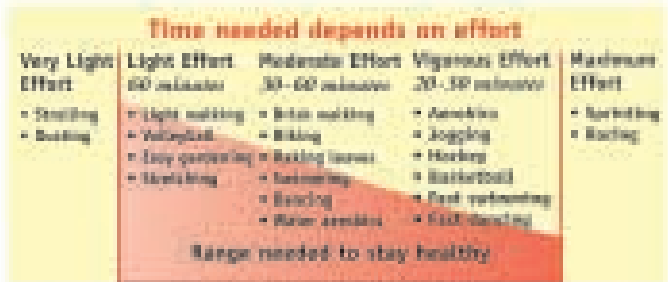 Time needed depends on effort
Very Light Effort
• Strolling
• Dusting
Light Effort
60 minutes
• Light walking
• Volleyball
• Easy gardening
• Stretching
Moderate Effort
30-60 minutes
• Brisk walking
• Biking
• Raking leaves
• Swimming
• Dancing
• Water aerobics
Vigorous Effort
20-30 minutes
• Aerobics
• Jogging
• Hockey
• Basketball
• Fast swimming
• Fast dancing
Maximum Effort
• Sprinting
• Racing
Range needed to stay healthy